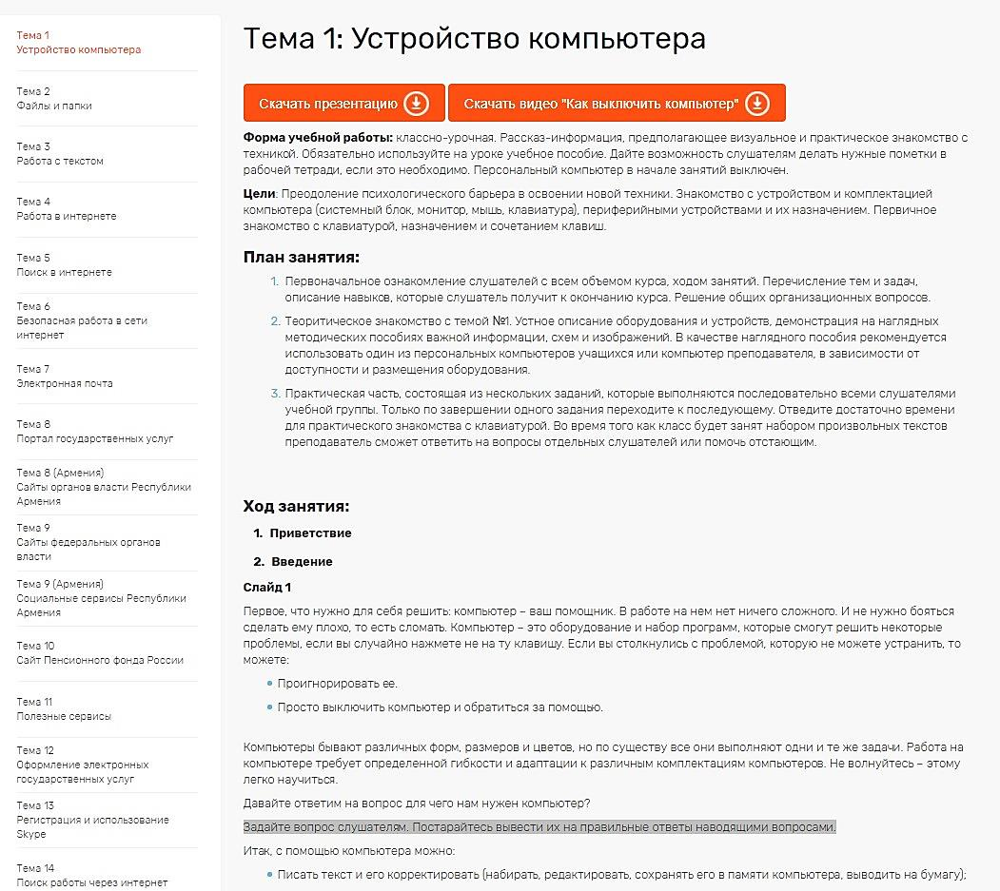 Тема 1
Устройство компьютера
Тема 2
Файлы и папки
Тема 3
Работа с текстом
Тема 4
Работа в интернете
Тема 5
Поиск в интернете
Тема 6
Безопасная работа в сети
интернет
Тема 7
Электронная почта
Тема 8
Портал государственных услуг
Тема 8 (Армения)
Сайты органов власти Республики
Армения
Тема 9
Сайты федеральных органов
власти
Тема 9 (Армения)
Социальные сервисы Республики
Армения
Тема 10
Сайт Пенсионного фонда России
Тема 11
Полезные сервисы
Тема 12
Оформление электронных
государственных услуг
Тема 13
Регистрация и использование
Skype
Тема 14
Поиск работы через интернет
Тема 1: Устройство компьютера
Скачать презентацию
Скачать видео "Как выключить компьютер"
Форма учебной работы: классно-урочная. Рассказ-информация, предполагающее визуальное и практическое знакомство с
техникой. Обязательно используйте на уроке учебное пособие. Дайте возможность слушателям делать нужные пометки в
рабочей тетради, если это необходимо. Персональный компьютер в начале занятий выключен.
Цели: Преодоление психологического барьера в освоении новой техники. Знакомство с устройством и комплектацией
компьютера (системный блок, монитор, мышь, клавиатура), периферийными устройствами и их назначением. Первичное
знакомство с клавиатурой, назначением и сочетанием клавиш.
План занятия:
1. Первоначальное ознакомление слушателей с всем объемом курса, ходом занятий. Перечисление тем и задач,
описание навыков, которые слушатель получит к окончанию курса. Решение общих организационных вопросов.
2. Теоритическое знакомство с темой №1. Устное описание оборудования и устройств, демонстрация на наглядных
методических пособиях важной информации, схем и изображений. В качестве наглядного пособия рекомендуется
использовать один из персональных компьютеров учащихся или компьютер преподавателя, в зависимости от
доступности и размещения оборудования.
3. Практическая часть, состоящая из нескольких заданий, которые выполняются последовательно всеми слушателями
учебной группы. Только по завершении одного задания переходите к последующему. Отведите достаточно времени
для практического знакомства с клавиатурой. Во время того как класс будет занят набором произвольных текстов
преподаватель сможет ответить на вопросы отдельных слушателей или помочь отстающим.
Ход занятия:
1. Приветствие
2. Введение
Слайд 1
Первое, что нужно для себя решить: компьютер – ваш помощник. В работе на нем нет ничего сложного. И не нужно бояться
сделать ему плохо, то есть сломать. Компьютер – это оборудование и набор программ, которые смогут решить некоторые
проблемы, если вы случайно нажмете не на ту клавишу. Если вы столкнулись с проблемой, которую не можете устранить, то
можете:
• Проигнорировать ее.
• Просто выключить компьютер и обратиться за помощью.
Компьютеры бывают различных форм, размеров и цветов, но по существу все они выполняют одни и те же задачи. Работа на
компьютере требует определенной гибкости и адаптации к различным комплектациям компьютеров. Не волнуйтесь – этому
легко научиться.
Давайте ответим на вопрос для чего нам нужен компьютер?
Задайте вопрос слушателям. Постарайтесь вывести их на правильные ответы наводящими вопросами.
Итак, с помощью компьютера можно:
• Писать текст и его корректировать (набирать, редактировать, сохранять его в памяти компьютера, выводить на бумагу);